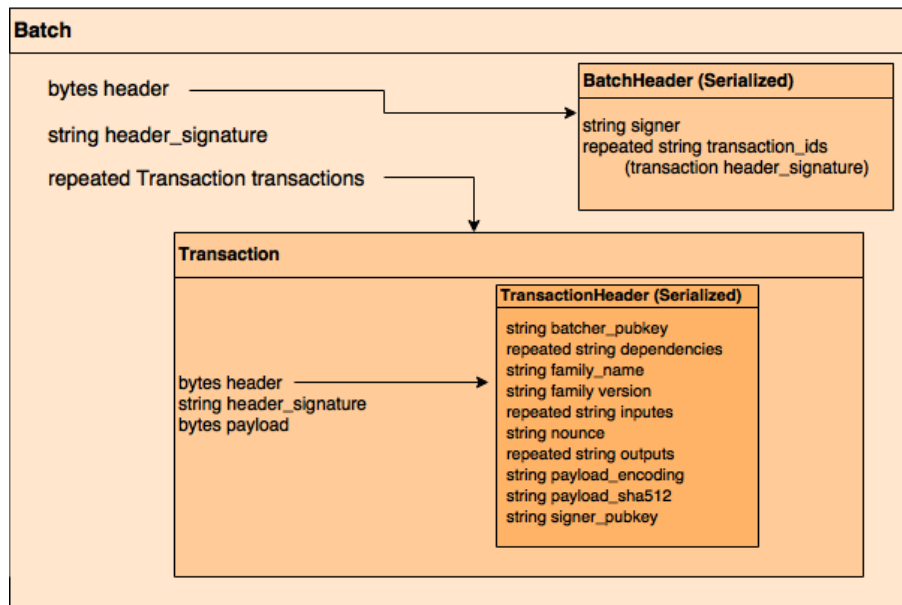 Batch
bytes header
string header_signature
repeated Transaction transactions
BatchHeader (Serialized)
string signer
repeated string transaction_ids
(transaction header_signature)
Transaction
bytes header
string header_signature
bytes payload
TransactionHeader (Serialized)
string batcher_pubkey
repeated string dependencies
string family_name
string family version
repeated string inputes
string nounce
repeated string outputs
string payload_encoding
string payload_sha512
string signer_pubkey